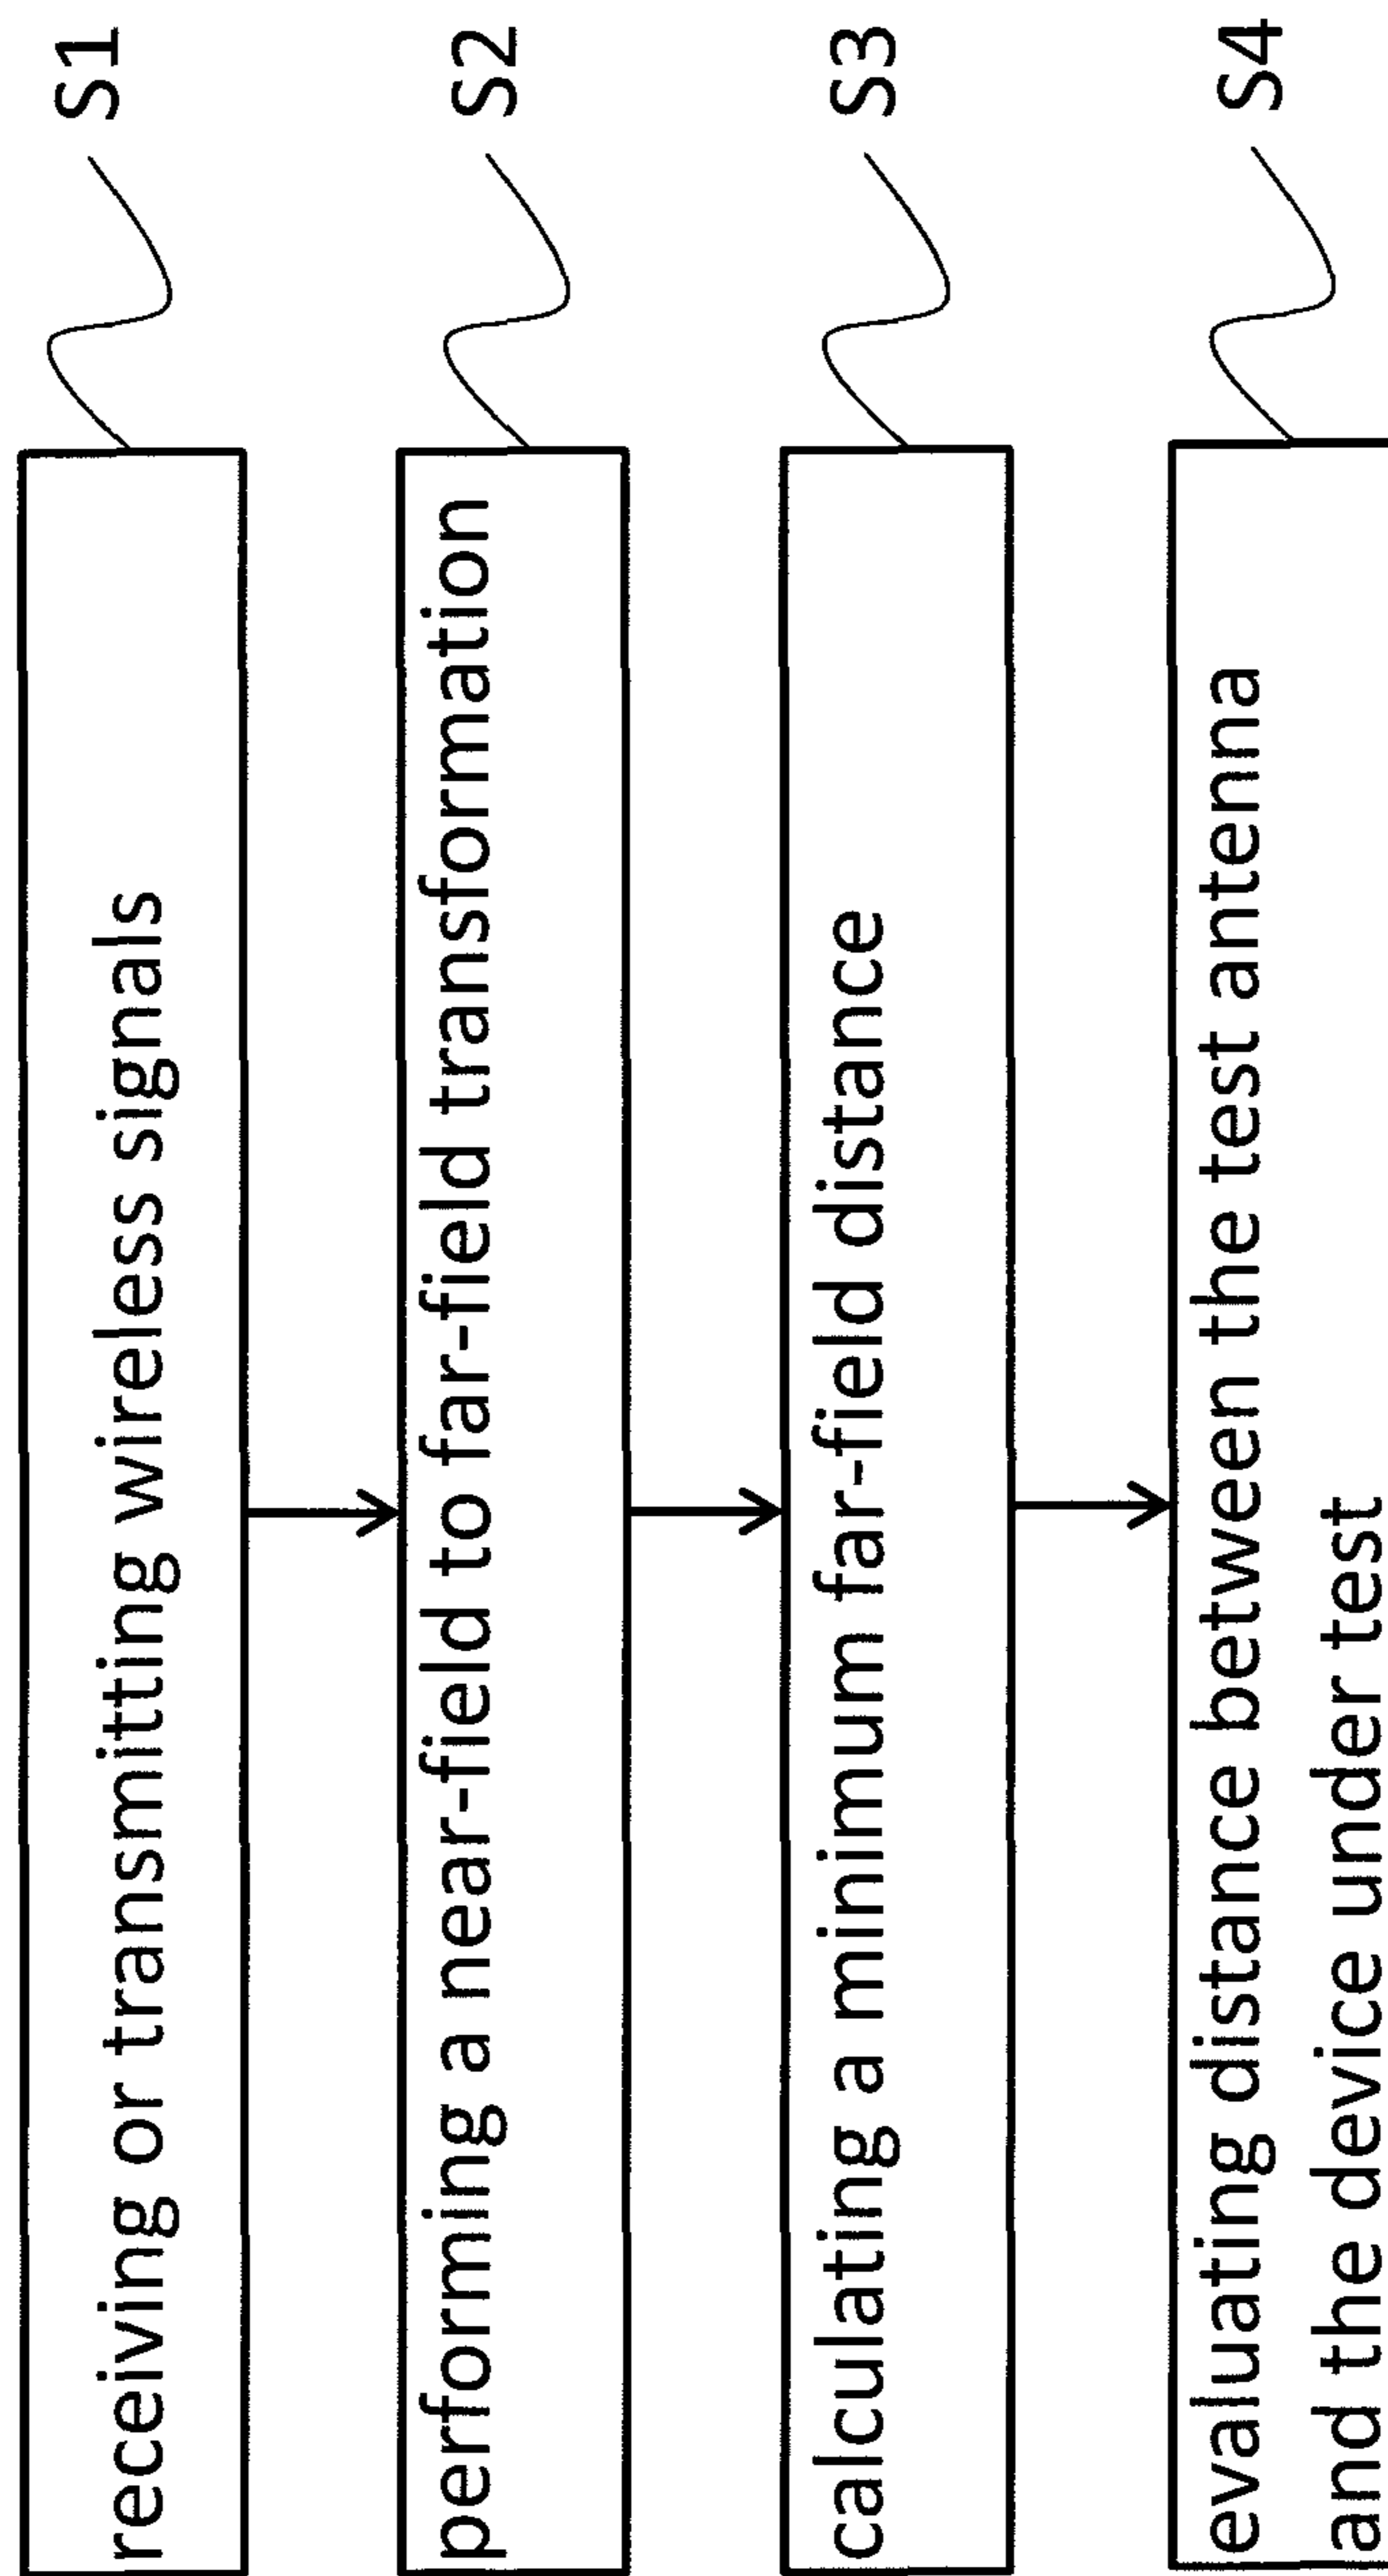 receiving or transmitting wireless signals
S1
performing a near-field to far-field transformation
S2
calculating a minimum far-field distance
S3
evaluating distance between the test antenna
and the device under test
S4